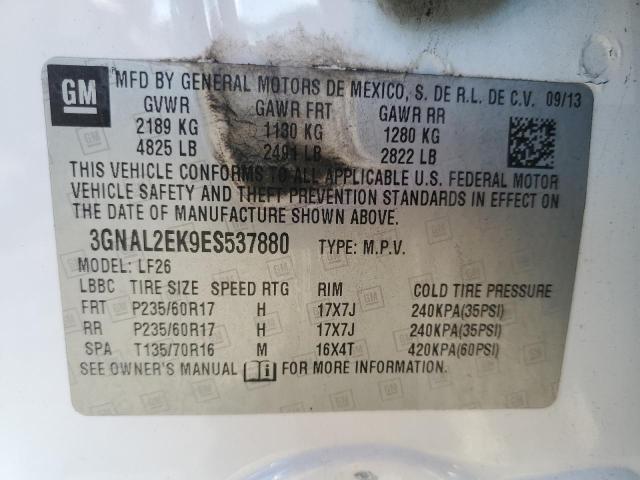 GM
MFD BY GENERAL MOTORS DE MEXICO, S. DE R.L. DE C.V. 09/13
GVWR GAWR FRT GAWR RR
2189 KG 1130 KG 1280 KG
4825 LB 2491 LB 2822 LB
THIS VEHICLE CONFORMS TO ALL APPLICABLE U.S. FEDERAL MOTOR
VEHICLE SAFETY AND THEFT PREVENTION STANDARDS IN EFFECT ON
THE DATE OF MANUFACTURE SHOWN ABOVE.
3GNAL2EK9ES537880 TYPE: M.P.V.
MODEL: LF26
LBBC TIRE SIZE SPEED RTG RIM COLD TIRE PRESSURE
FRT P235/60R17 H 17X7J 240KPA(35PSI)
RR P235/60R17 H 17X7J 240KPA(35PSI)
SPA T135/70R16 M 16X4T 420KPA(60PSI)
SEE OWNER'S MANUAL FOR MORE INFORMATION.